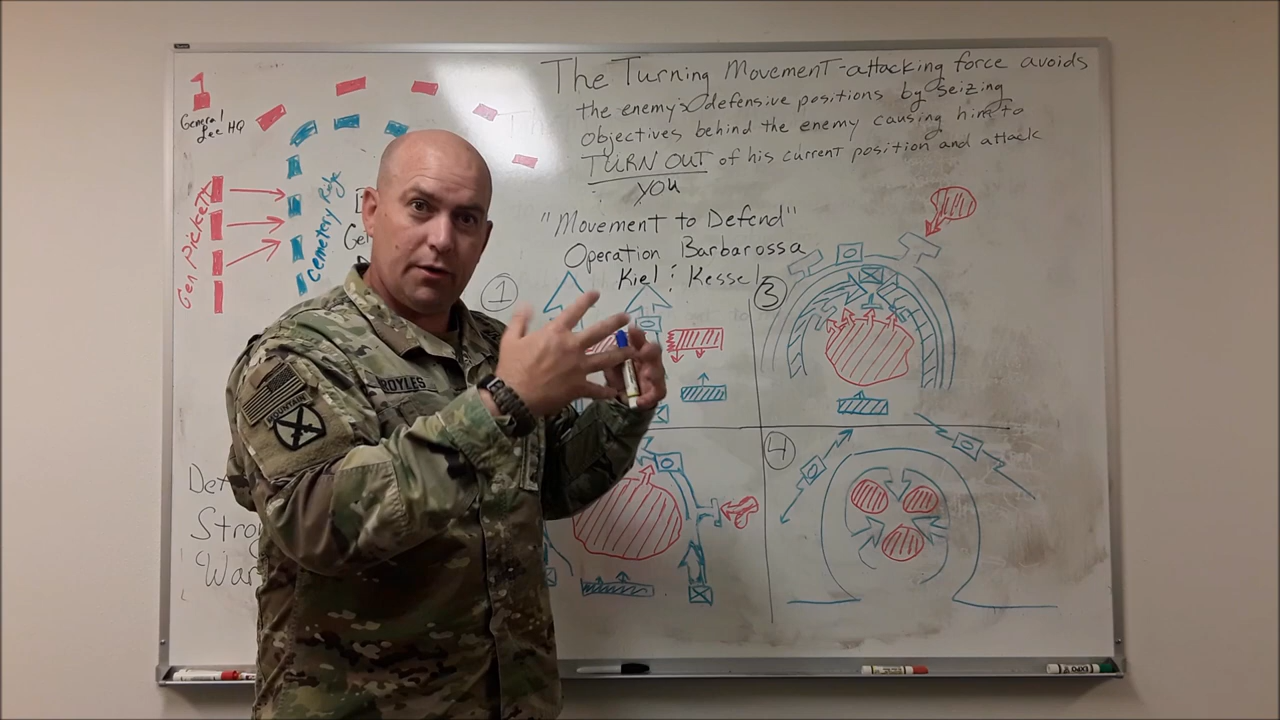 General
Lee HQ
Gen Pickett
Cemetery Ridge
The Turning Movement-attacking force avoids
the enemy's defensive positions by seizing
objectives behind the enemy causing him to
TURN OUT of his current position and attack
you
"Movement to Defend"
Operation Barbarossa
Kiel : Kessel
1
3
4
ROYLES
MOUNTAIN
EXPO